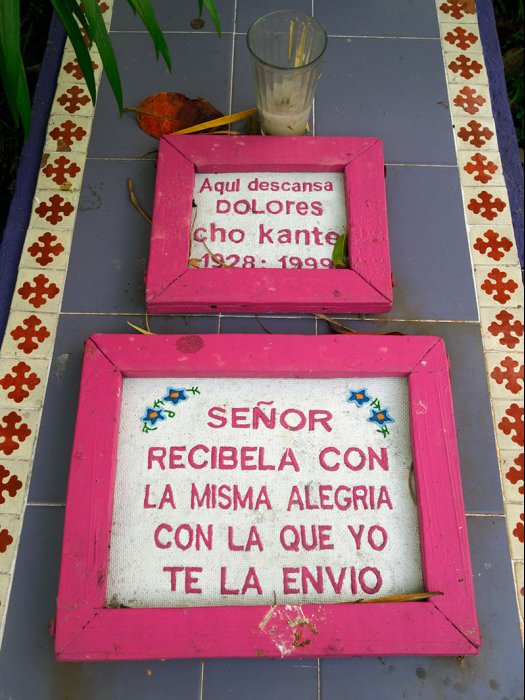 Aqui descansa
DOLORES
cho kante
1928 : 1999
SEÑOR
RECIBELA CON
LA MISMA ALEGRIA
CON LA QUE YO
TE LA ENVIO